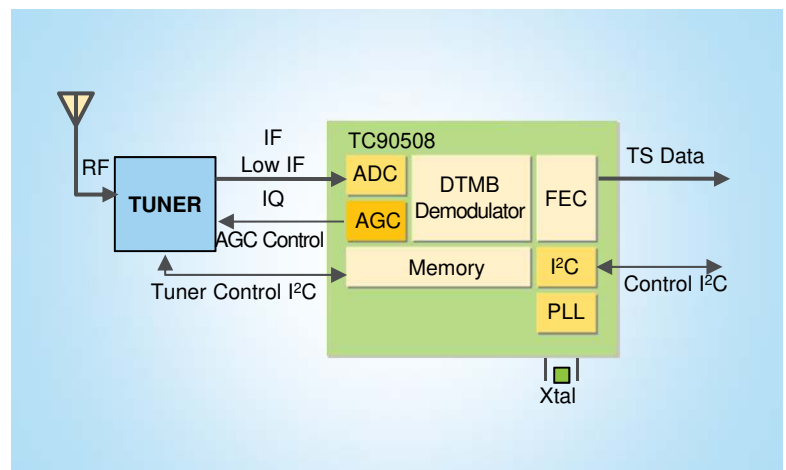 IF
TC90508
RF
Low IF
ADC
DTMB
Demodulator
FEC
TS Data
TUNER
IQ
AGC
AGC Control
Memory
I²C
Tuner Control I²C
Control I²C
PLL
Xtal